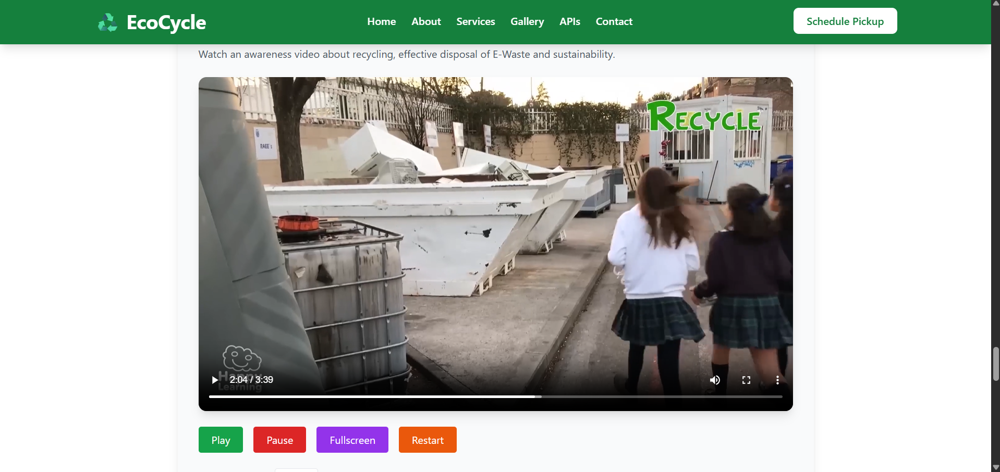 EcoCycle
Home About Services Gallery APIs Contact
Schedule Pickup
Watch an awareness video about recycling, effective disposal of E-Waste and sustainability.
RECYCLE
RAEE's
Happy
Learning
2:04 / 3:39
Play Pause Fullscreen Restart